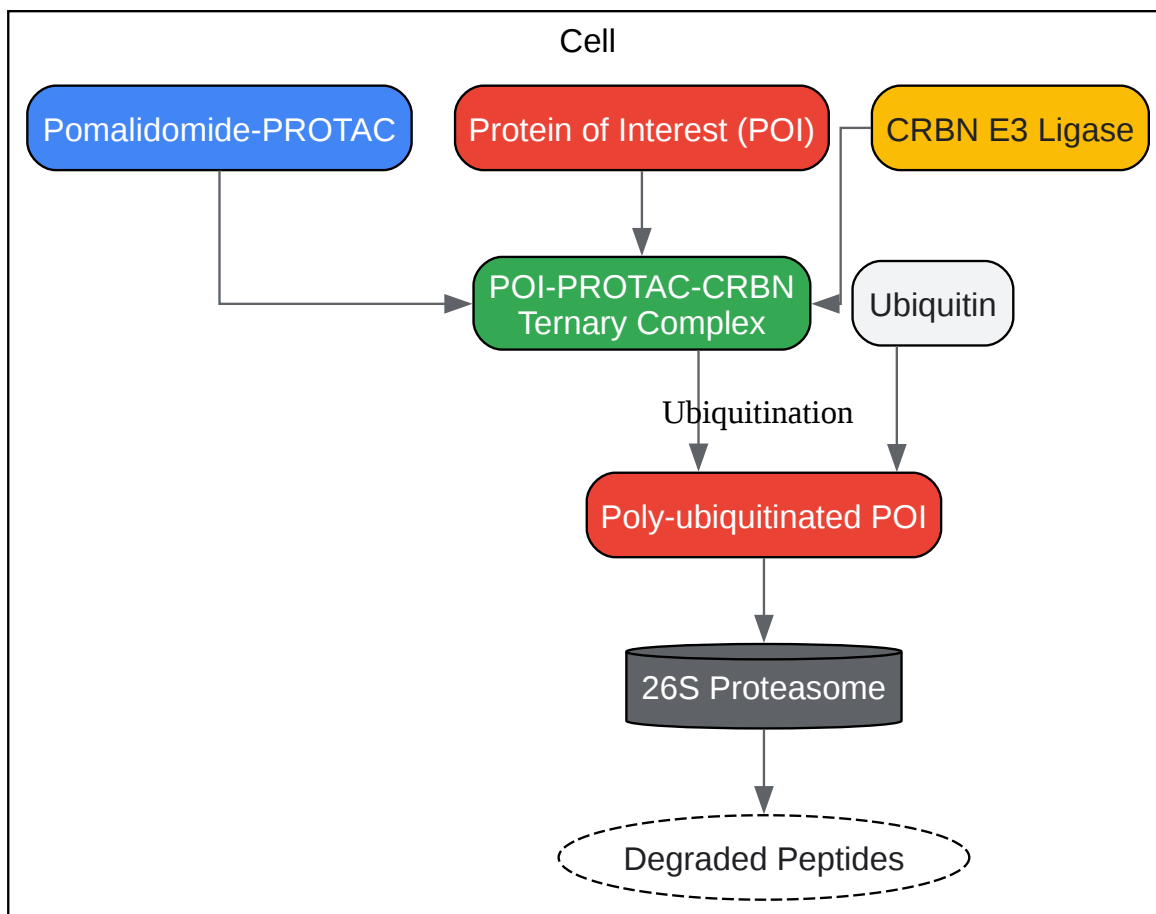 Cell
Pomalidomide-PROTAC
Protein of Interest (POI)
CRBN E3 Ligase
POI-PROTAC-CRBN
Ternary Complex
Ubiquitin
Ubiquitination
Poly-ubiquitinated POI
26S Proteasome
Degraded Peptides